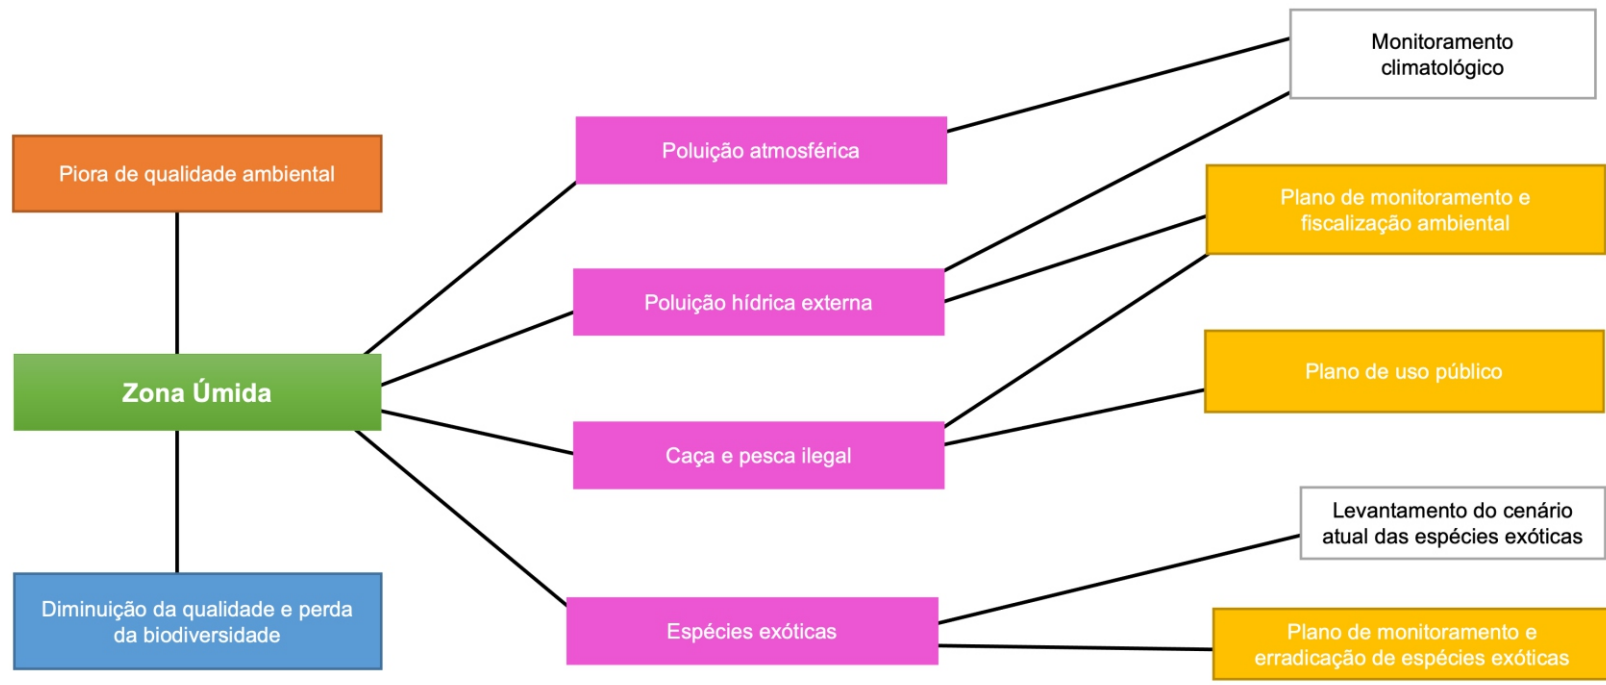 Monitoramento
climatológico
Poluição atmosférica
Piora de qualidade ambiental
Plano de monitoramento e
fiscalização ambiental
Poluição hídrica externa
Plano de uso público
Zona Úmida
Caça e pesca ilegal
Levantamento do cenário
atual das espécies exóticas
Diminuição da qualidade e perda
da biodiversidade
Espécies exóticas
Plano de monitoramento e
erradicação de espécies exóticas